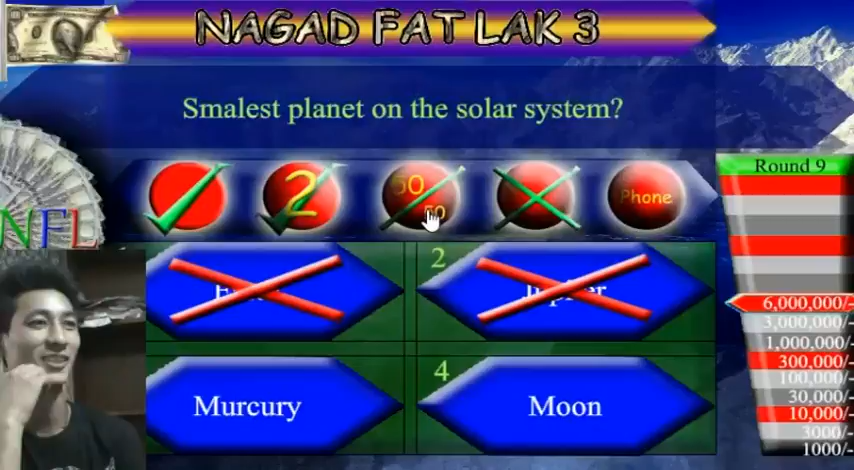 NAGAD FAT LAK 3
Smalest planet on the solar system?
2
50
50
Phone
Round 9
NFL
2
Murcury
4
Moon
6,000,000/-
3,000,000/-
1,000,000/-
300,000/-
100,000/-
30,000/-
10,000/-
3000/-
1000/-